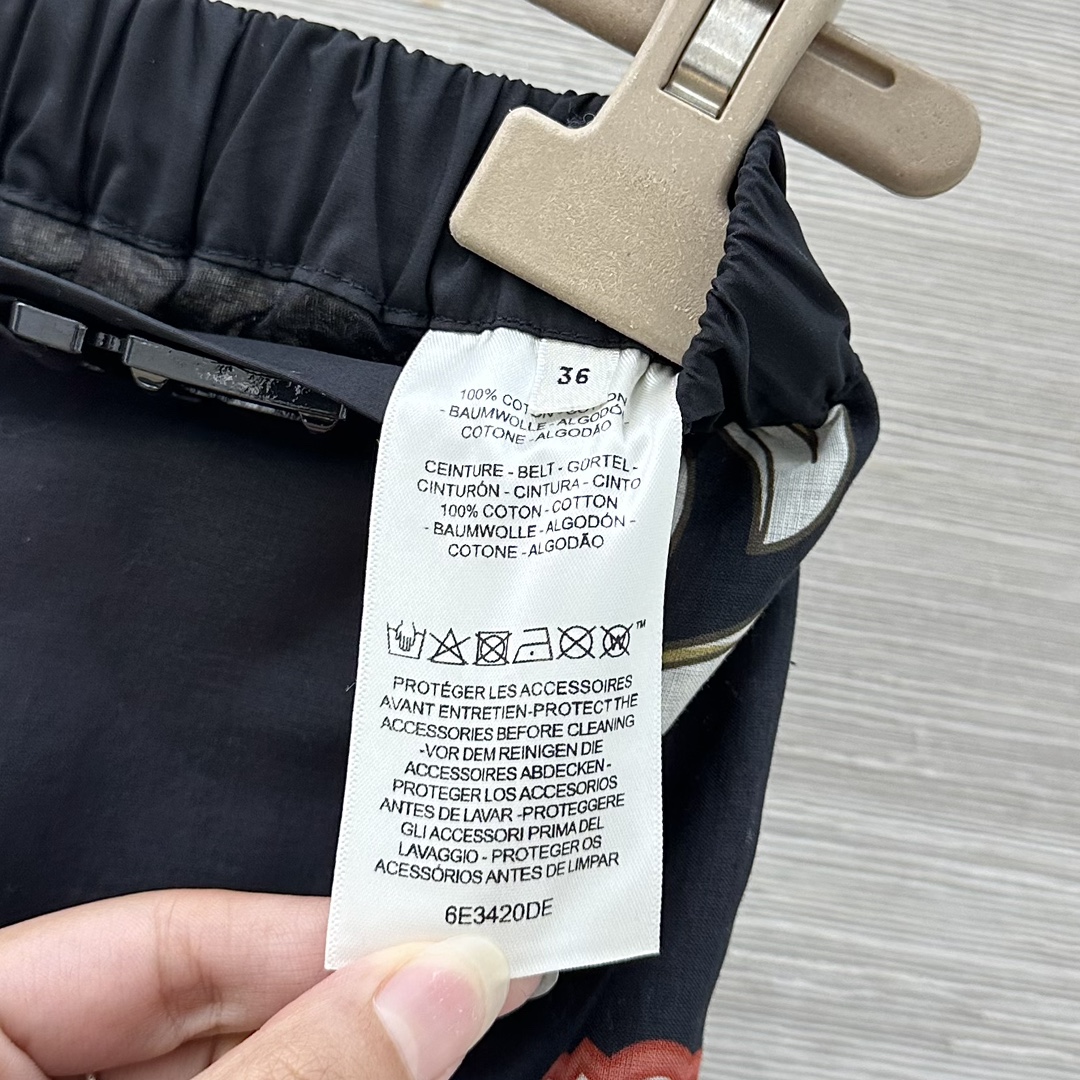 36
100% COTON-COTON
- BAUMWOLLE-ALGODÓN
COTONE-ALGODÃO -
CEINTURE - BELT - GÜRTEL-
CINTURÓN - CINTURA - CINTO
100% COTON-COTTON
- BAUMWOLLE-ALGODÓN -
COTONE-ALGODÃO
W™
PROTÉGER LES ACCESSOIRES
AVANT ENTRETIEN-PROTECT THE
ACCESSORIES BEFORE CLEANING
-VOR DEM REINIGEN DIE
ACCESSOIRES ABDECKEN-
PROTEGER LOS ACCESORIOS
ANTES DE LAVAR -PROTEGGERE
GLI ACCESSORI PRIMA DEL
LAVAGGIO - PROTEGER OS
ACESSÓRIOS ANTES DE LIMPAR
6E3420DE